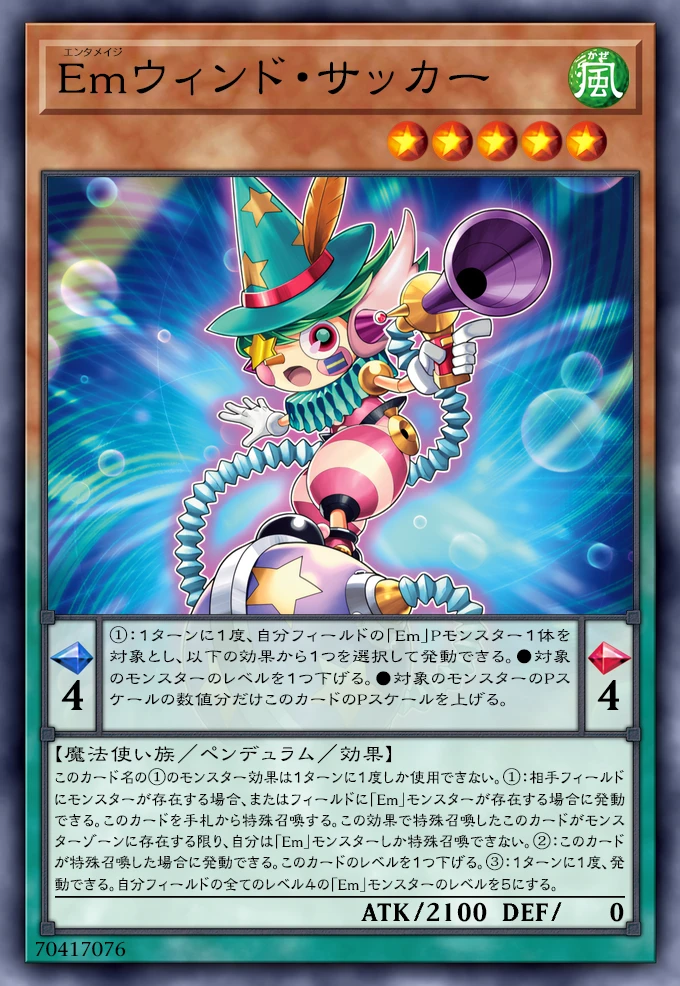 エンタメイジ
Emウィンド・サッカー
かぜ
風
①:1ターンに1度、自分フィールドの「Em」Pモンスター1体を
対象とし、以下の効果から1つを選択して発動できる。●対象
のモンスターのレベルを1つ下げる。●対象のモンスターのPス
ケールの数値分だけこのカードのPスケールを上げる。
4
4
【魔法使い族/ペンデュラム/効果】
このカード名の①のモンスター効果は1ターンに1度しか使用できない。①:相手フィールド
にモンスターが存在する場合、またはフィールドに「Em」モンスターが存在する場合に発動
できる。このカードを手札から特殊召喚する。この効果で特殊召喚したこのカードがモンス
ターゾーンに存在する限り、自分は「Em」モンスターしか特殊召喚できない。②:このカード
が特殊召喚した場合に発動できる。このカードのレベルを1つ下げる。③:1ターンに1度、発
動できる。自分フィールドの全てのレベル4の「Em」モンスターのレベルを5にする。
ATK/2100 DEF/ 0
70417076